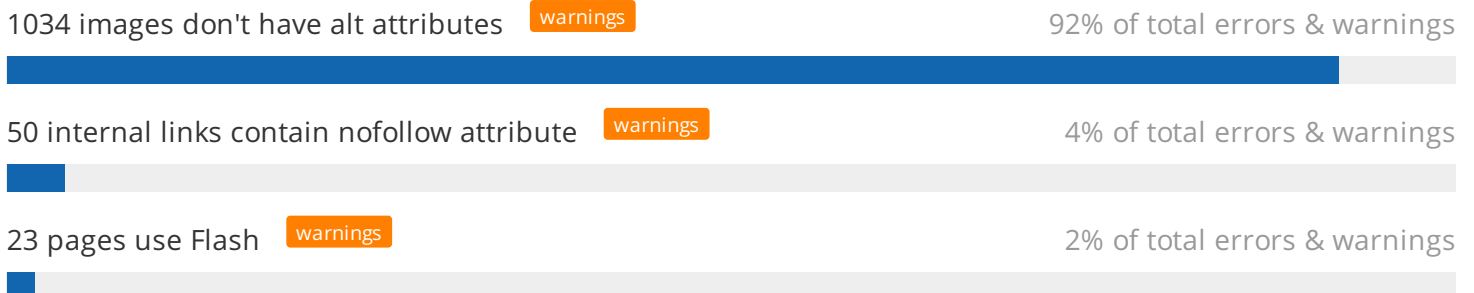 1034 images don't have alt attributes warnings 92% of total errors & warnings
50 internal links contain nofollow attribute warnings 4% of total errors & warnings
23 pages use Flash warnings 2% of total errors & warnings